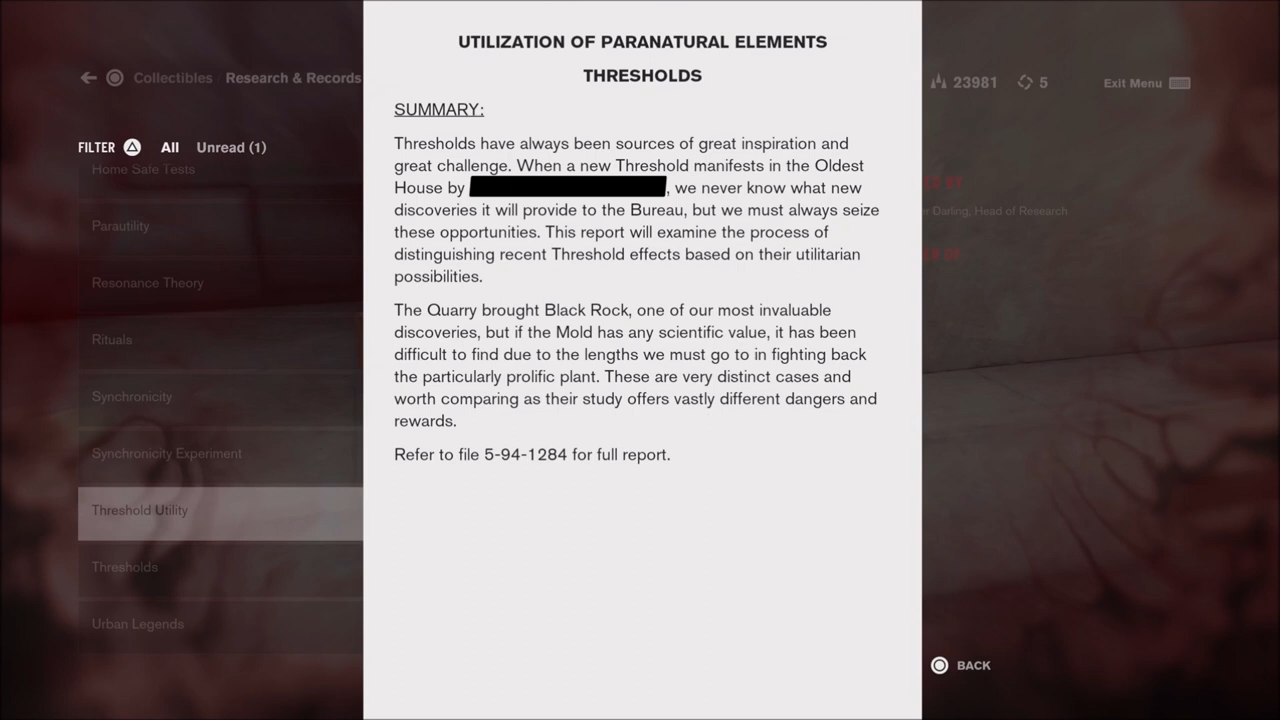 UTILIZATION OF PARANATURAL ELEMENTS
THRESHOLDS
Collectibles Research & Records
23981 5 Exit Menu
FILTER All Unread (1)
Home Safe Tests
Parautility
Resonance Theory
Rituals
Synchronicity
Synchronicity Experiment
Threshold Utility
Thresholds
Urban Legends
SUMMARY:
Thresholds have always been sources of great inspiration and
great challenge. When a new Threshold manifests in the Oldest
House by , we never know what new
discoveries it will provide to the Bureau, but we must always seize
these opportunities. This report will examine the process of
distinguishing recent Threshold effects based on their utilitarian
possibilities.
The Quarry brought Black Rock, one of our most invaluable
discoveries, but if the Mold has any scientific value, it has been
difficult to find due to the lengths we must go to in fighting back
the particularly prolific plant. These are very distinct cases and
worth comparing as their study offers vastly different dangers and
rewards.
Refer to file 5-94-1284 for full report.
Darling, Head of Research
BACK